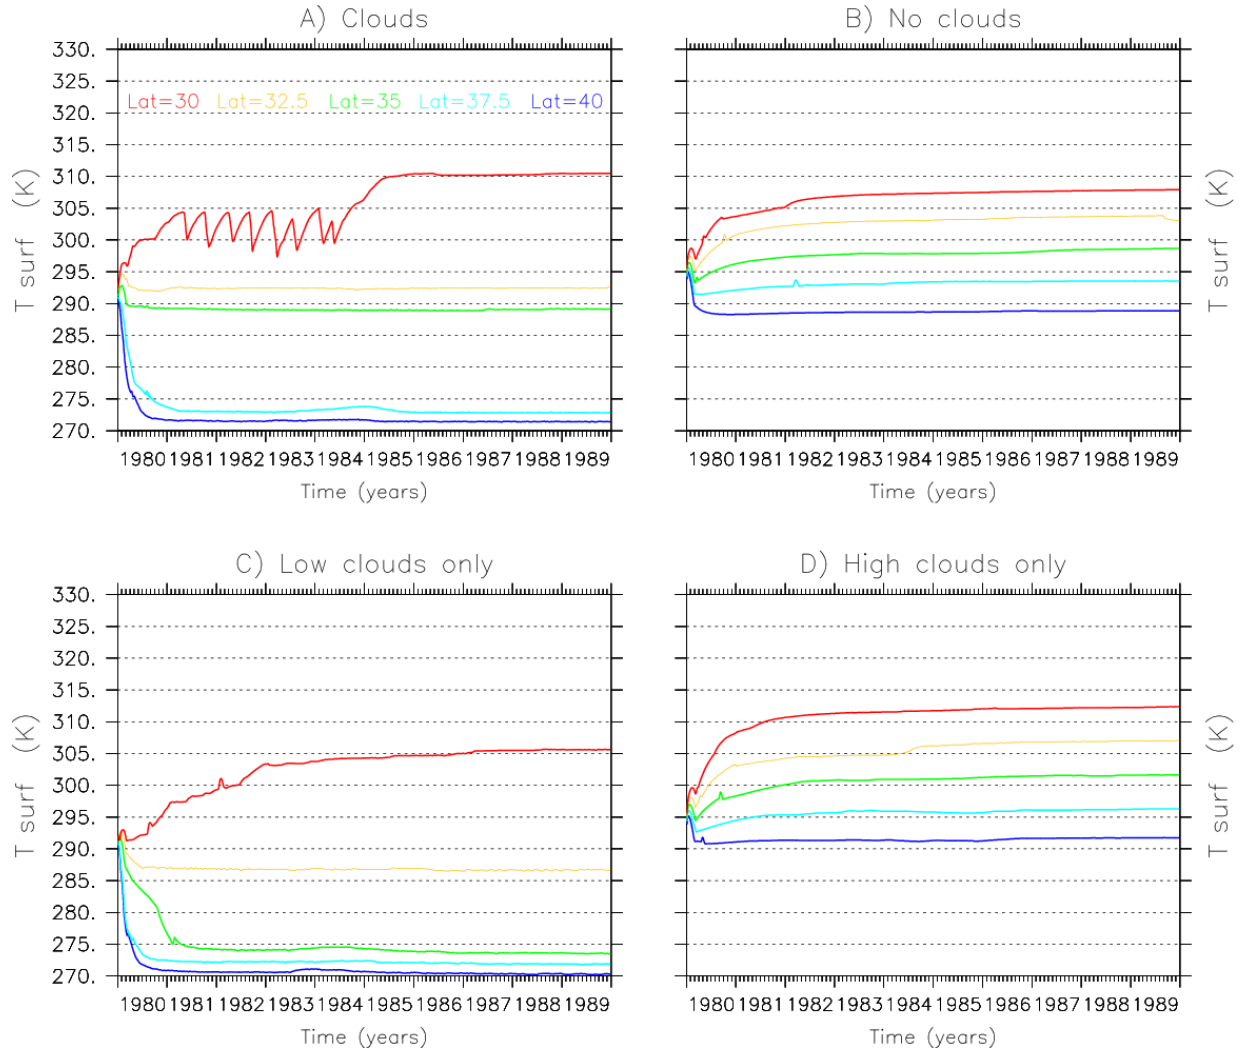 A) Clouds
B) No clouds
330.
325.
320.
315.
310.
305.
300.
295.
290.
285.
280.
275.
270.
T surf (K)
Lat=30 Lat=32.5 Lat=35 Lat=37.5 Lat=40
T surf (K)
1980 1981 1982 1983 1984 1985 1986 1987 1988 1989
Time (years)
1980 1981 1982 1983 1984 1985 1986 1987 1988 1989
Time (years)
C) Low clouds only
D) High clouds only
330.
325.
320.
315.
310.
305.
300.
295.
290.
285.
280.
275.
270.
T surf (K)
T surf (K)
1980 1981 1982 1983 1984 1985 1986 1987 1988 1989
Time (years)
1980 1981 1982 1983 1984 1985 1986 1987 1988 1989
Time (years)